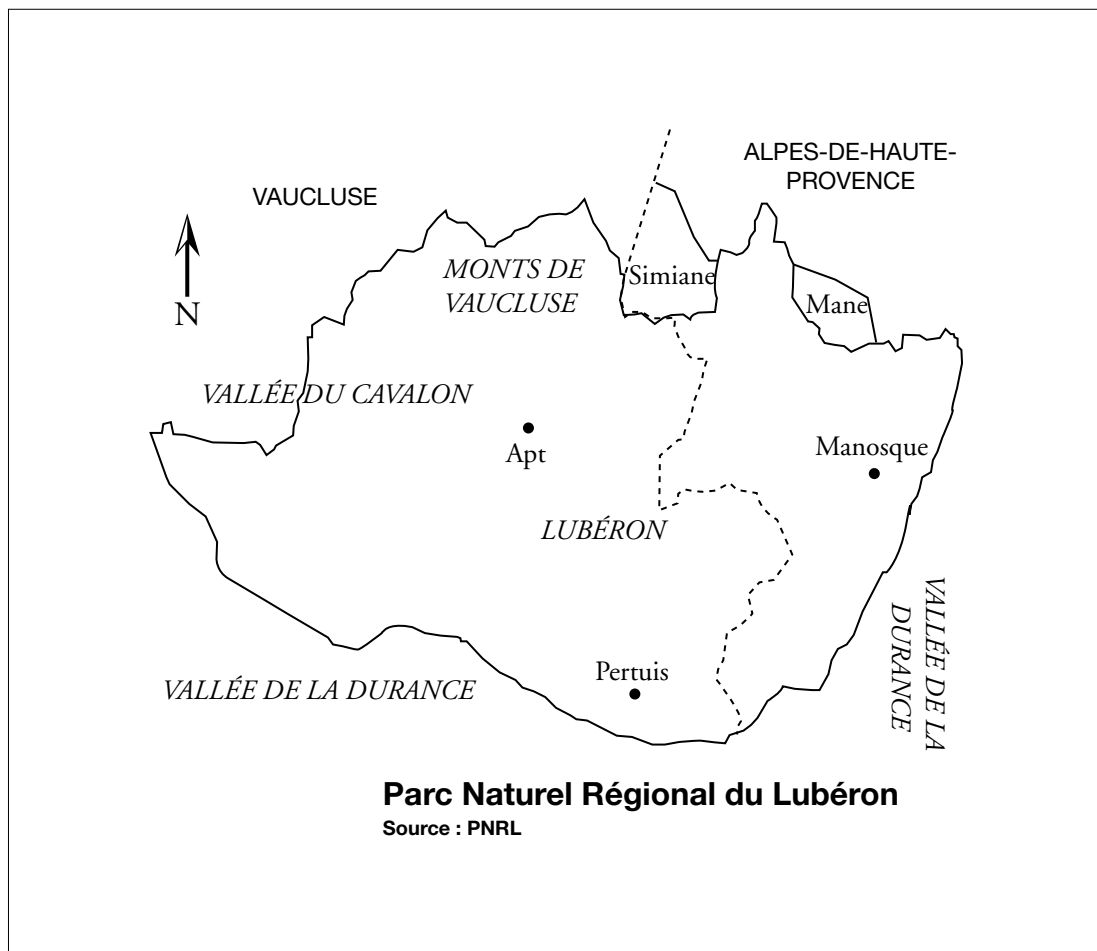 ALPES-DE-HAUTE-
PROVENCE
VAUCLUSE
N
MONTS DE
VAUCLUSE
Simiane
Mane
VALLÉE DU CAVALON
Apt
Manosque
LUBÉRON
VALLÉE DE LA
DURANCE
Pertuis
VALLÉE DE LA DURANCE
Parc Naturel Régional du Lubéron
Source : PNRL